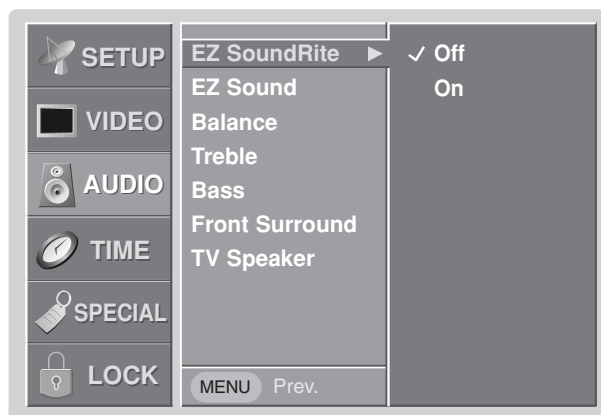 SETUP
VIDEO
AUDIO
TIME
SPECIAL
LOCK
EZ SoundRite ▶
EZ Sound
Balance
Treble
Bass
Front Surround
TV Speaker
MENU Prev.
✓ Off
On